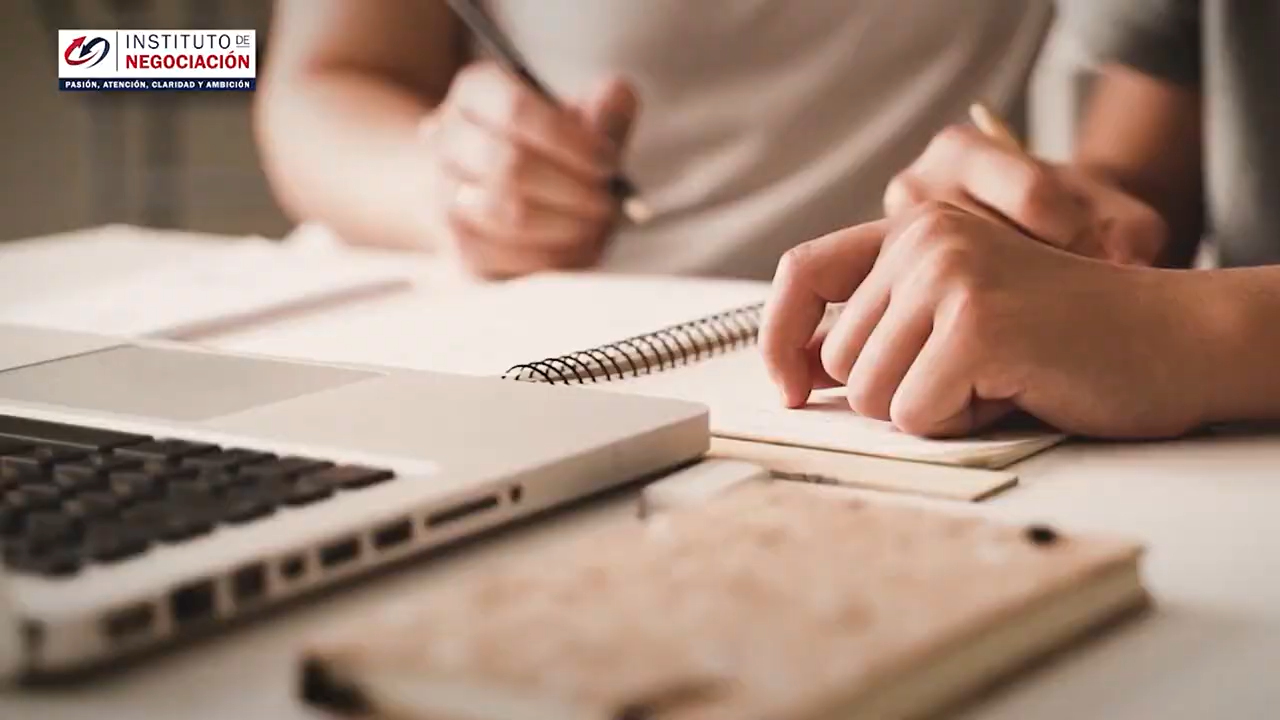 INSTITUTO DE
NEGOCIACIÓN
PASIÓN, ATENCIÓN, CLARIDAD Y AMBICIÓN